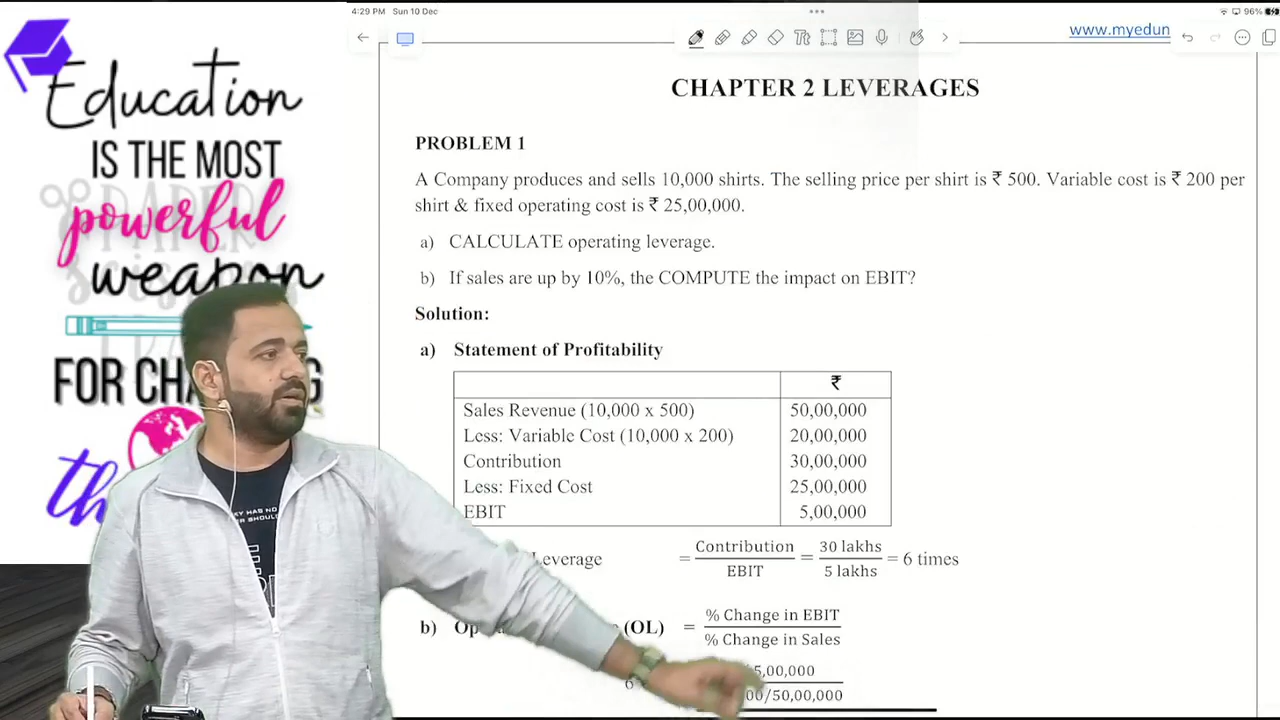 4:29 PM Sun 10 Dec
96%
www.myedun
Education
IS THE MOST
powerful
weapon
FOR CH
NG
th
CHAPTER 2 LEVERAGES
PROBLEM 1
A Company produces and sells 10,000 shirts. The selling price per shirt is ₹ 500. Variable cost is ₹ 200 per
shirt & fixed operating cost is ₹ 25,00,000.
a) CALCULATE operating leverage.
b) If sales are up by 10%, the COMPUTE the impact on EBIT?
Solution:
a) Statement of Profitability
₹
Sales Revenue (10,000 x 500) 50,00,000
Less: Variable Cost (10,000 x 200) 20,00,000
Contribution 30,00,000
Less: Fixed Cost 25,00,000
EBIT 5,00,000
Leverage = Contribution / EBIT = 30 lakhs / 5 lakhs = 6 times
b) Op (OL) = % Change in EBIT / % Change in Sales
6
5,00,000
00/50,00,000